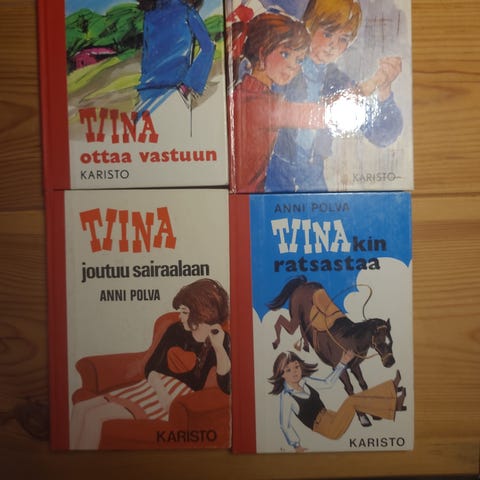 TIINA
ottaa vastuun
KARISTO
KARISTO
TIINA
joutuu sairaalaan
ANNI POLVA
KARISTO
ANNI POLVA
TIINAkin
ratsastaa
KARISTO